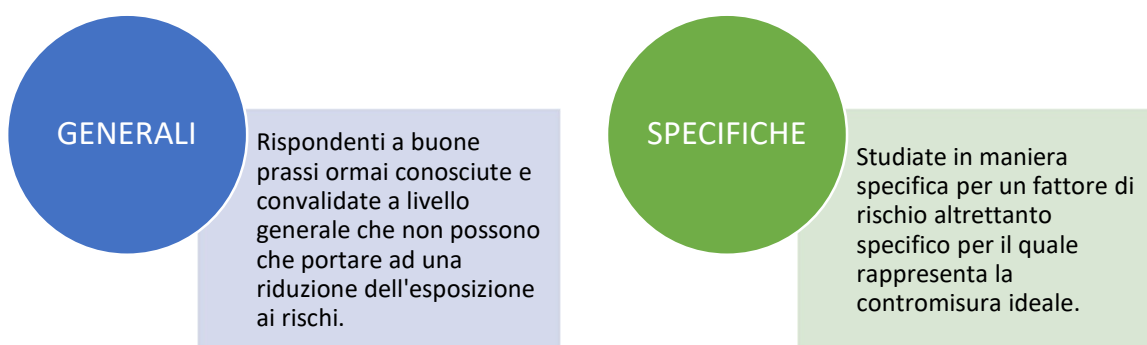 GENERALI
Rispondenti a buone
prassi ormai conosciute e
convalidate a livello
generale che non possono
che portare ad una
riduzione dell'esposizione
ai rischi.
SPECIFICHE
Studiate in maniera
specifica per un fattore di
rischio altrettanto
specifico per il quale
rappresenta la
contromisura ideale.